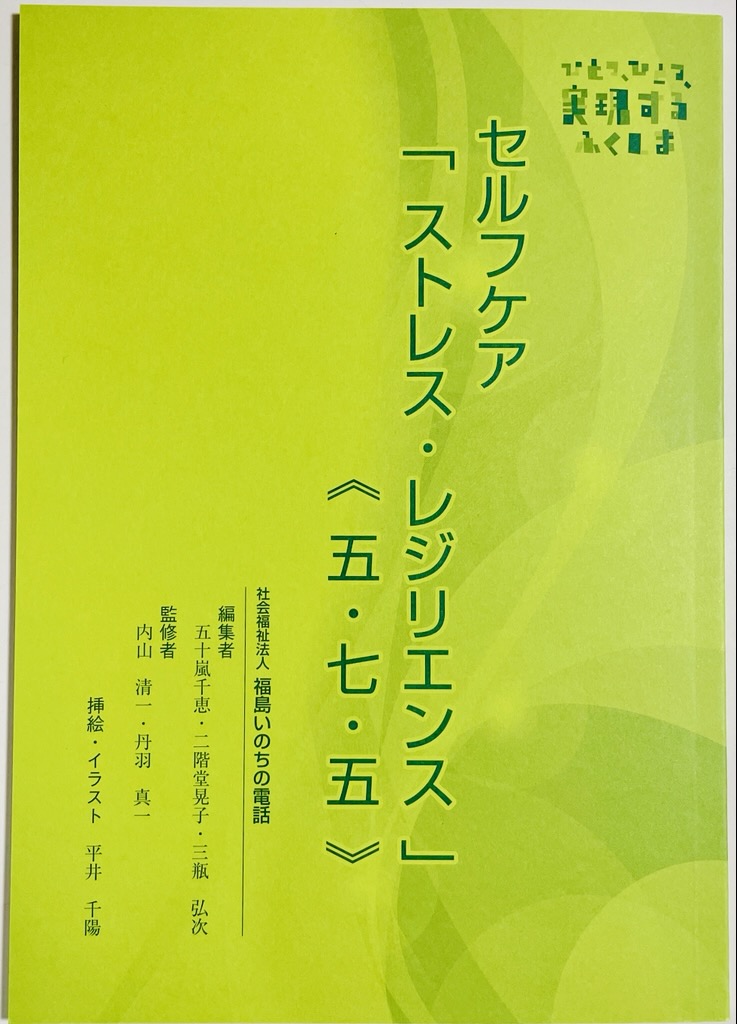 ひとつ、ひとつ、
実現する
ふくしま
セルフケア
「ストレス・レジリエンス」
《五・七・五》
社会福祉法人 福島いのちの電話
編集者
五十嵐千恵・二階堂晃子・三瓶 弘次
監修者
内山 清一・丹羽 真一
挿絵・イラスト 平井 千陽